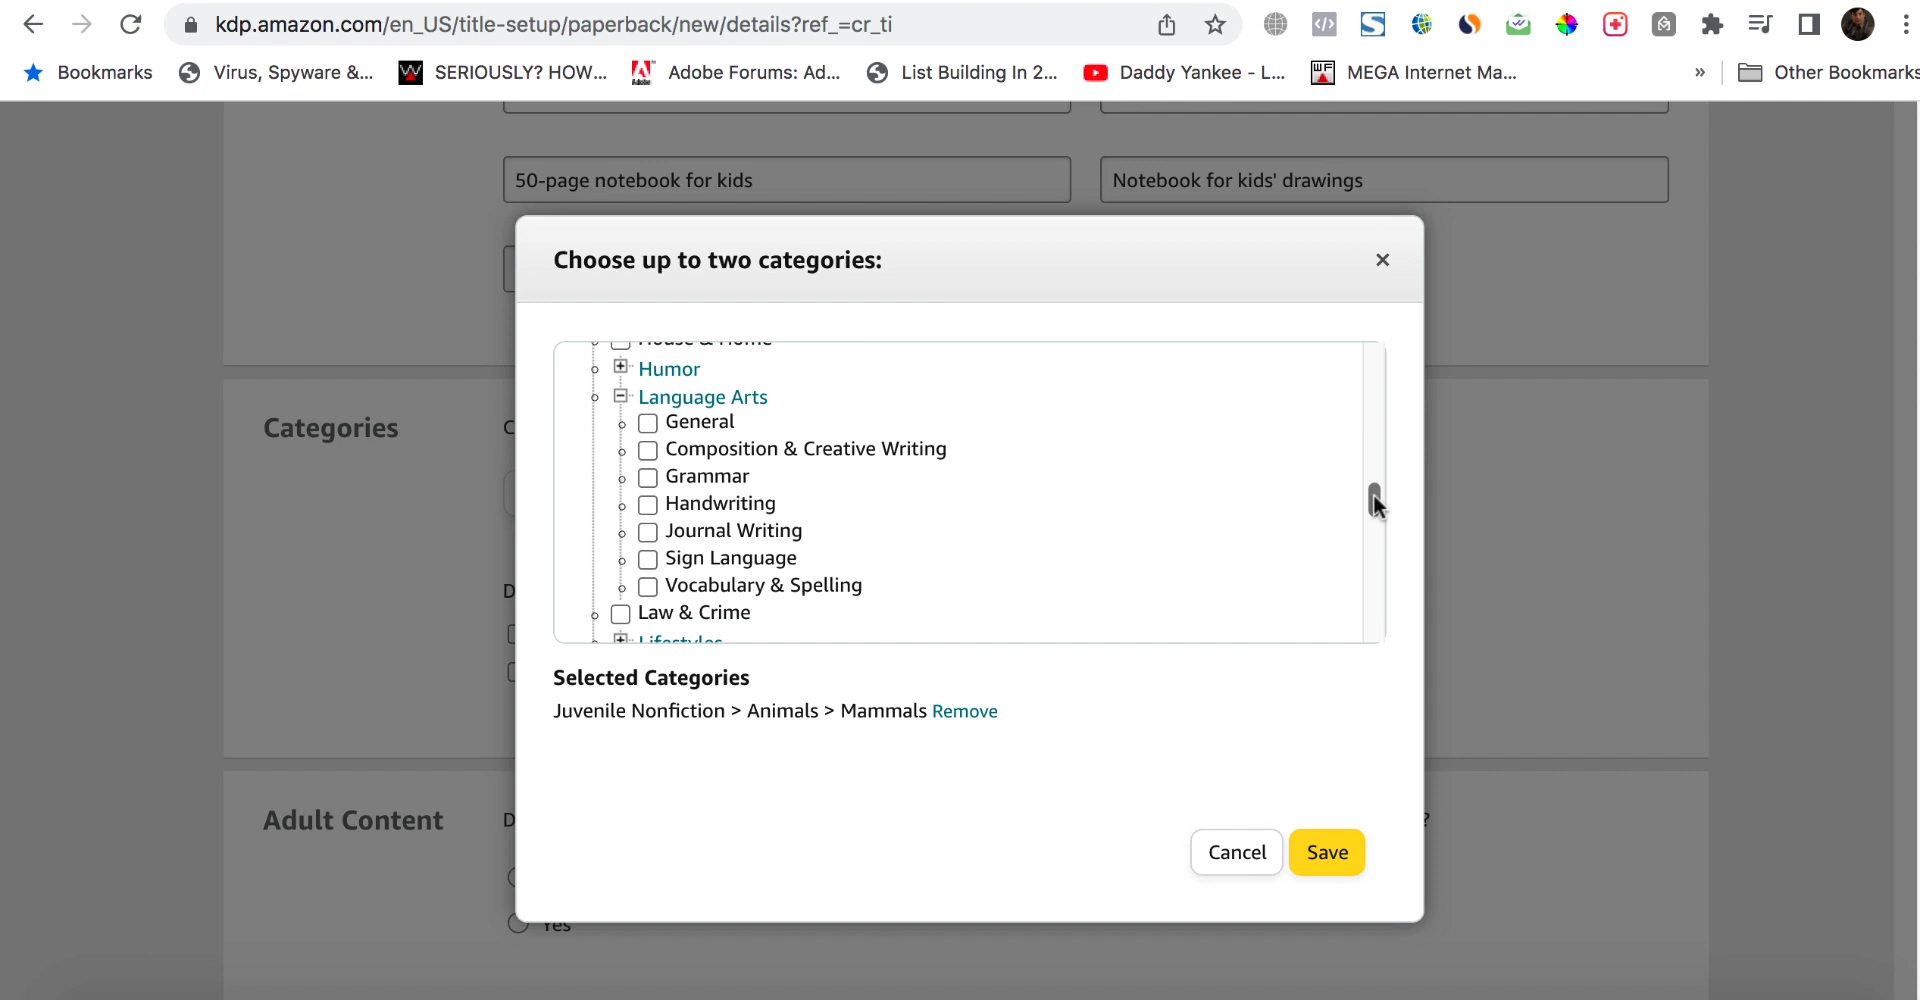 kdp.amazon.com/en_US/title-setup/paperback/new/details?ref_=cr_ti
Bookmarks
Virus, Spyware &...
SERIOUSLY? HOW...
Adobe Forums: Ad...
List Building In 2...
Daddy Yankee - L...
MEGA Internet Ma...
»
Other Bookmarks
50-page notebook for kids
Notebook for kids' drawings
Choose up to two categories:
House & Home
Humor
Language Arts
General
Composition & Creative Writing
Grammar
Handwriting
Journal Writing
Sign Language
Vocabulary & Spelling
Law & Crime
Lifestyles
Selected Categories
Juvenile Nonfiction > Animals > Mammals Remove
Cancel
Save
Categories
Adult Content
Yes